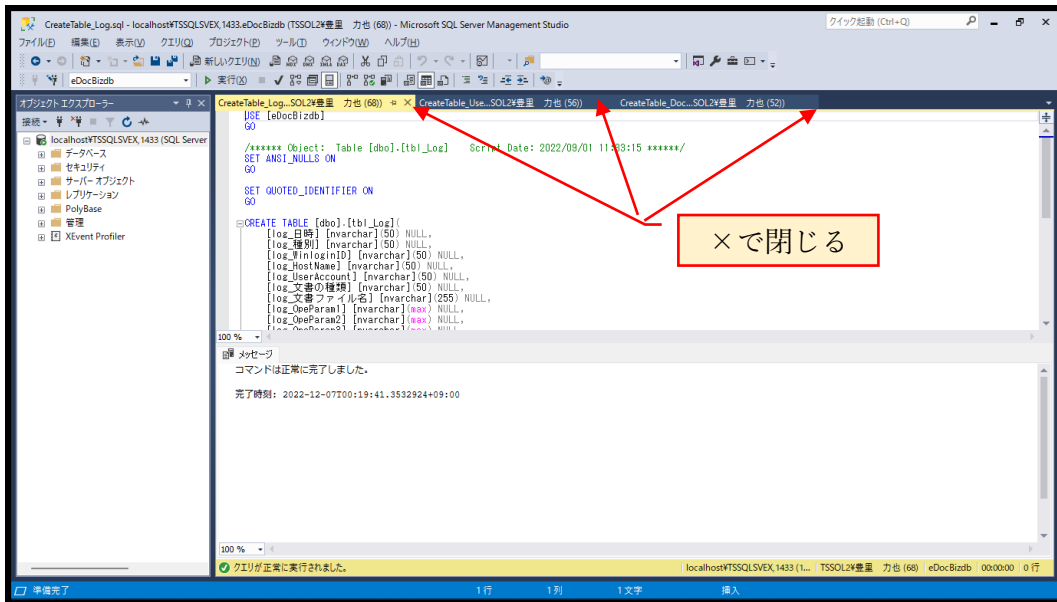 CreateTable_Log.sql - localhost¥TSSQLSVEX,1433.eDocBizdb (TSSOL2¥豊里　力也 (68)) - Microsoft SQL Server Management Studio
クイック起動 (Ctrl+Q)
ファイル(F) 編集(E) 表示(V) クエリ(Q) プロジェクト(P) ツール(T) ウィンドウ(W) ヘルプ(H)
新しいクエリ(N)
eDocBizdb 実行(X)
オブジェクト エクスプローラー
CreateTable_Log...SOL2¥豊里　力也 (68)) CreateTable_Use...SOL2¥豊里　力也 (56)) CreateTable_Doc...SOL2¥豊里　力也 (52))
接続
localhost¥TSSQLSVEX,1433 (SQL Server
データベース
セキュリティ
サーバー オブジェクト
レプリケーション
PolyBase
管理
XEvent Profiler
USE [eDocBizdb]
GO
/****** Object: Table [dbo].[tbl_Log] Script Date: 2022/09/01 11:33:15 ******/
SET ANSI_NULLS ON
GO
SET QUOTED_IDENTIFIER ON
GO
CREATE TABLE [dbo].[tbl_Log](
[log_日時] [nvarchar](50) NULL,
[log_種別] [nvarchar](50) NULL,
[log_WinloginID] [nvarchar](50) NULL,
[log_HostName] [nvarchar](50) NULL,
[log_UserAccount] [nvarchar](50) NULL,
[log_文書の種類] [nvarchar](50) NULL,
[log_文書ファイル名] [nvarchar](255) NULL,
[log_OpeParam1] [nvarchar](max) NULL,
[log_OpeParam2] [nvarchar](max) NULL,
[log_OpeParam3] [nvarchar](max) NULL,
×で閉じる
100 %
メッセージ
コマンドは正常に完了しました。
完了時刻: 2022-12-07T00:19:41.3532924+09:00
100 %
クエリが正常に実行されました。 localhost¥TSSQLSVEX,1433 (1... TSSOL2¥豊里　力也 (68) eDocBizdb 00:00:00 0 行
準備完了 1 行 1 列 1 文字 挿入